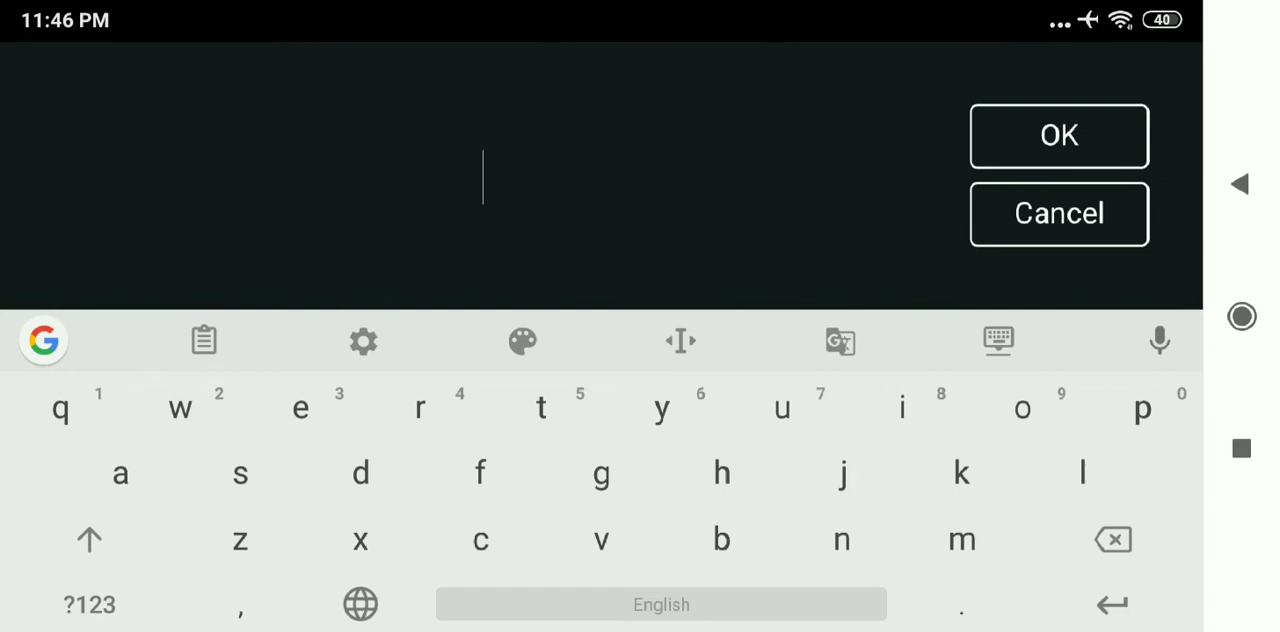 11:46 PM 40
OK
Cancel
q 1 w 2 e 3 r 4 t 5 y 6 u 7 i 8 o 9 p 0
a s d f g h j k l
z x c v b n m
?123 , English .